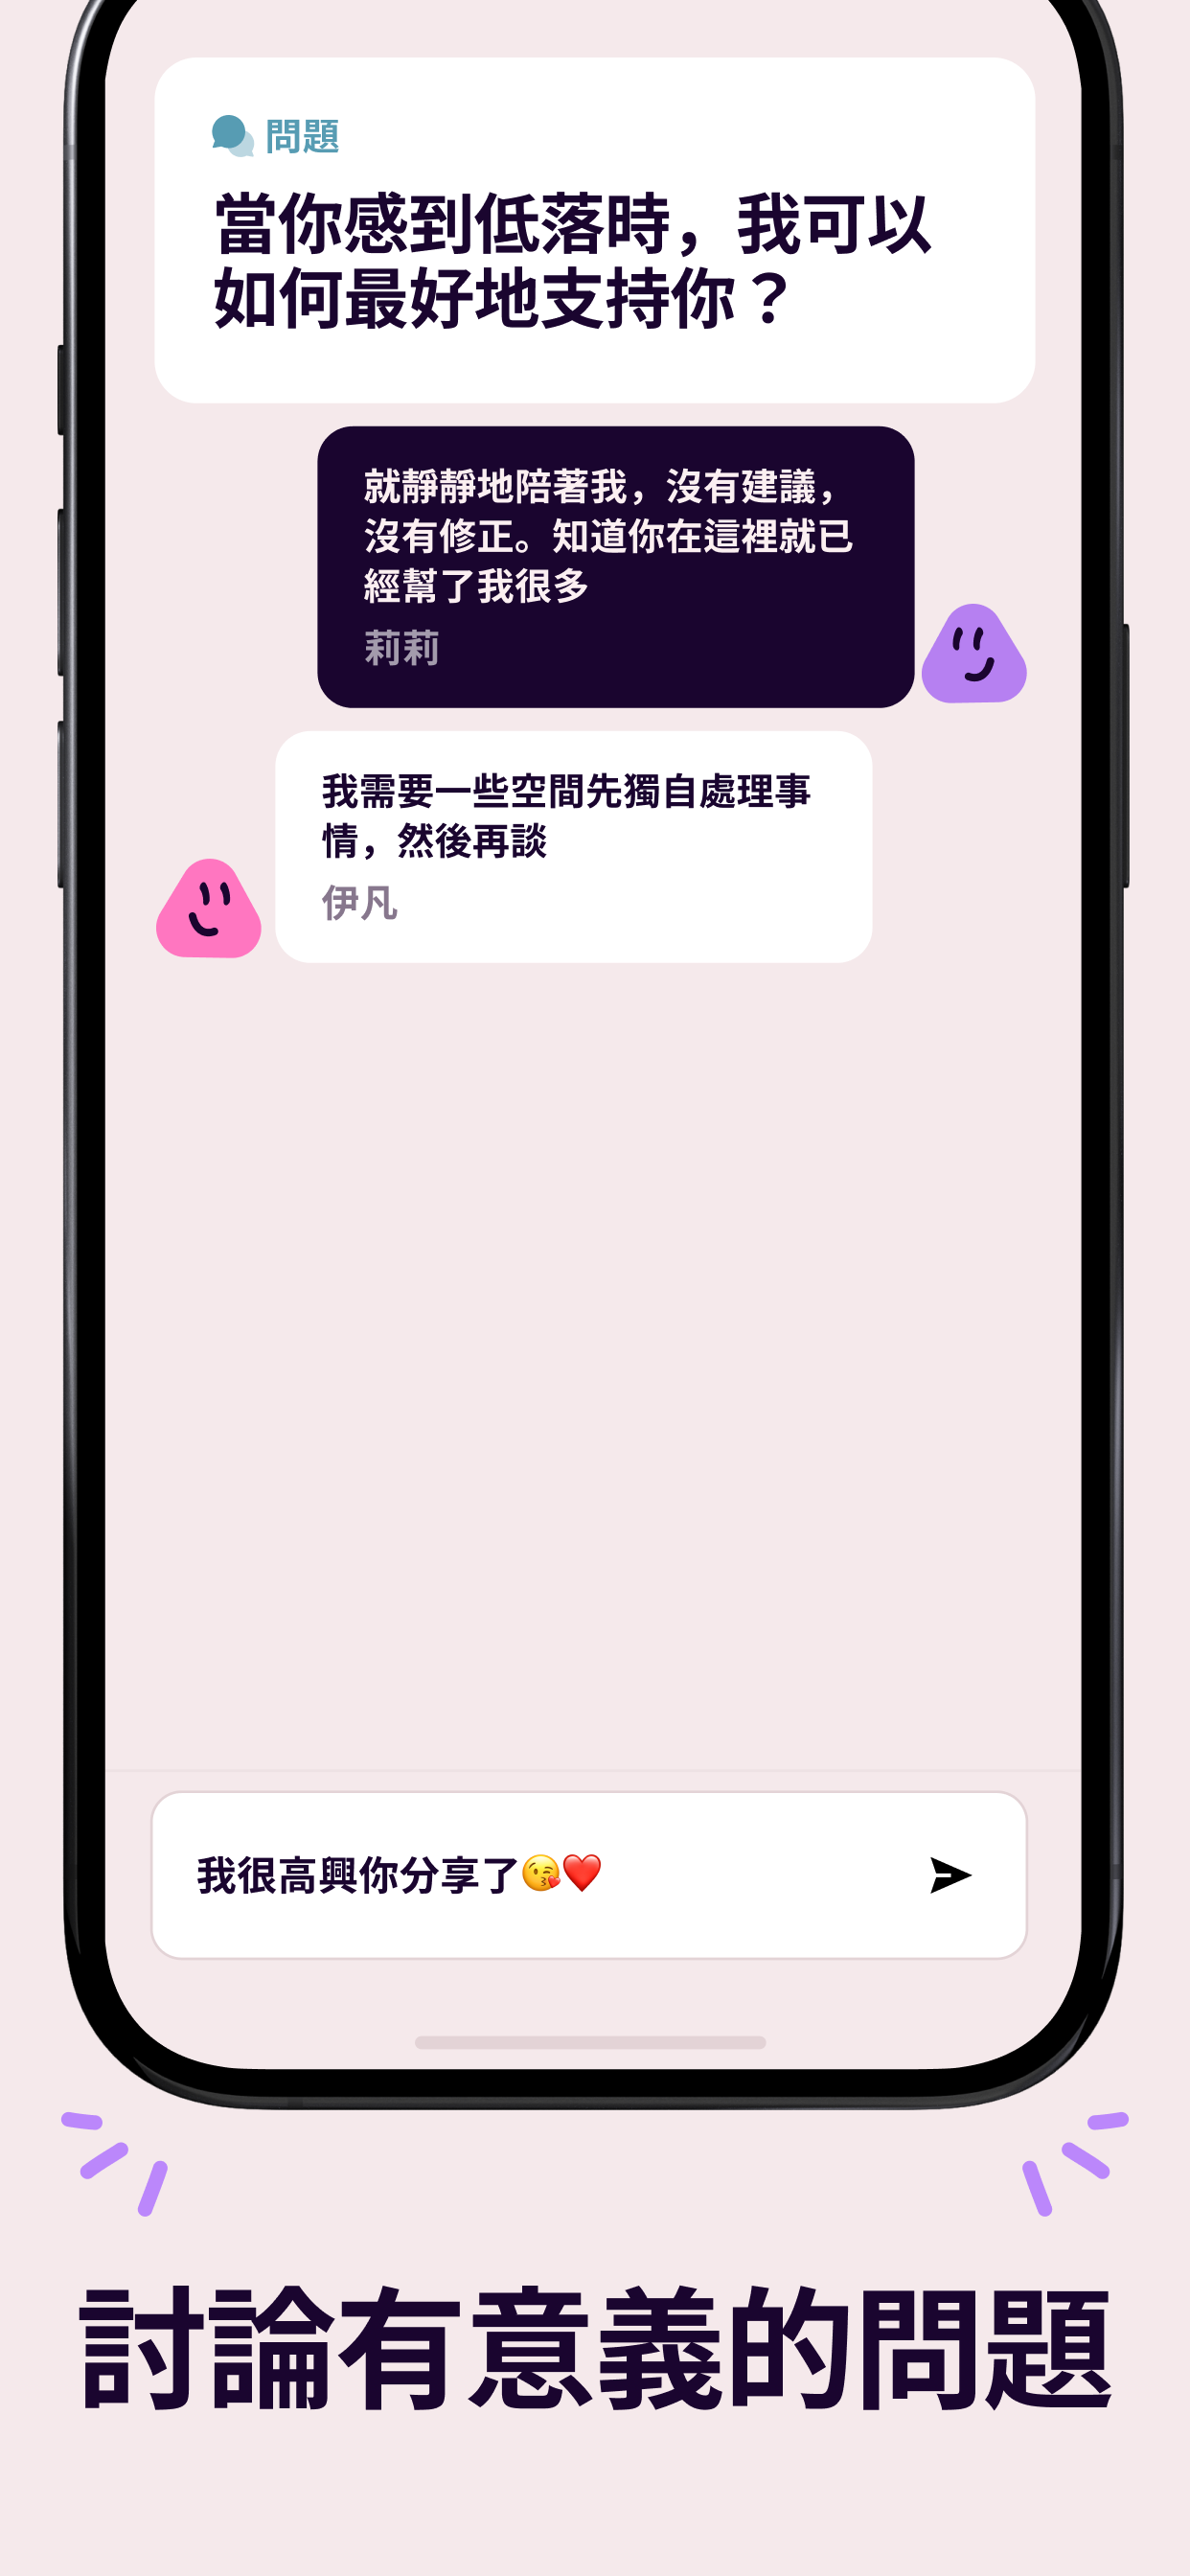 問題
當你感到低落時，我可以
如何最好地支持你？
就靜靜地陪著我，沒有建議，
沒有修正。知道你在這裡就已
經幫了我很多
莉莉
我需要一些空間先獨自處理事
情，然後再談
伊凡
我很高興你分享了😘❤️
討論有意義的問題